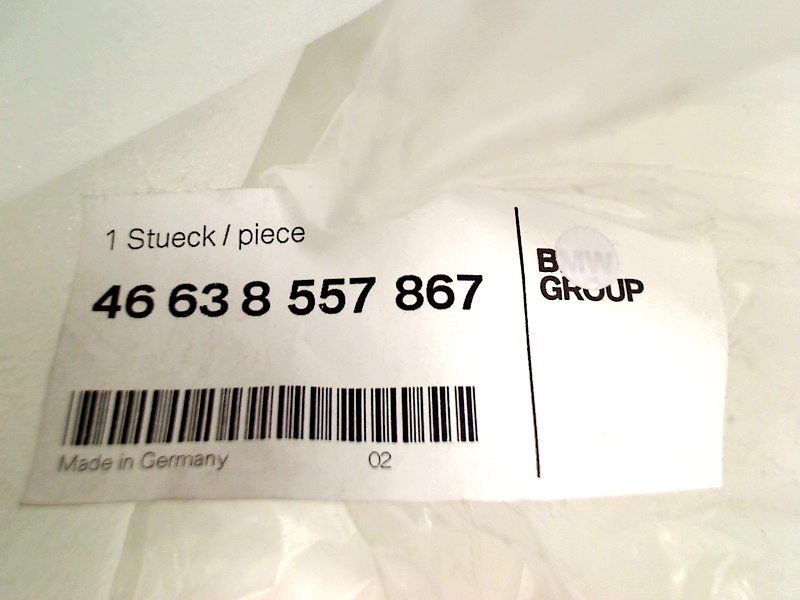 1 Stueck / piece
46 63 8 557 867
Made in Germany
02
BMW
GROUP